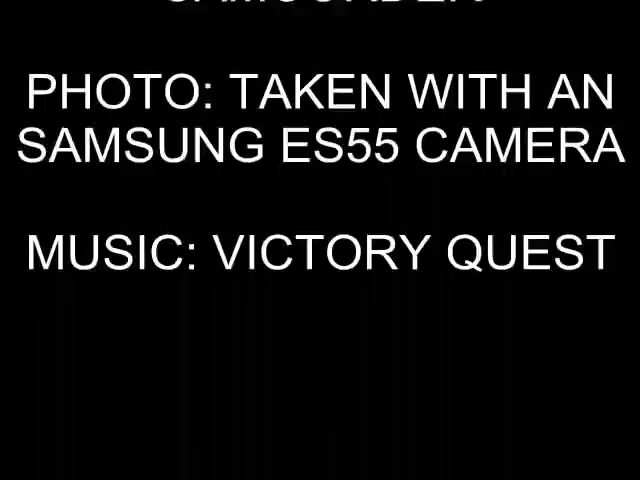 PHOTO: TAKEN WITH AN
SAMSUNG ES55 CAMERA
MUSIC: VICTORY QUEST